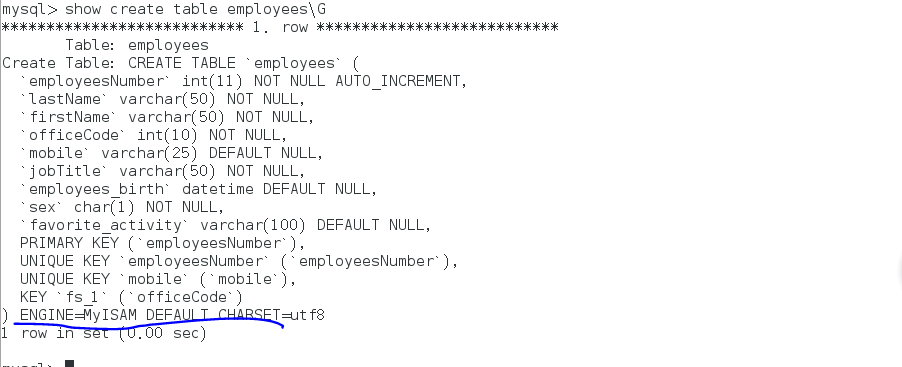 mysql> show create table employees\G
*************************** 1. row ***************************
Table: employees
Create Table: CREATE TABLE `employees` (
`employeesNumber` int(11) NOT NULL AUTO_INCREMENT,
`lastName` varchar(50) NOT NULL,
`firstName` varchar(50) NOT NULL,
`officeCode` int(10) NOT NULL,
`mobile` varchar(25) DEFAULT NULL,
`jobTitle` varchar(50) NOT NULL,
`employees_birth` datetime DEFAULT NULL,
`sex` char(1) NOT NULL,
`favorite_activity` varchar(100) DEFAULT NULL,
PRIMARY KEY (`employeesNumber`),
UNIQUE KEY `employeesNumber` (`employeesNumber`),
UNIQUE KEY `mobile` (`mobile`),
KEY `fs_1` (`officeCode`)
) ENGINE=MyISAM DEFAULT CHARSET=utf8
1 row in set (0.00 sec)
mysql>